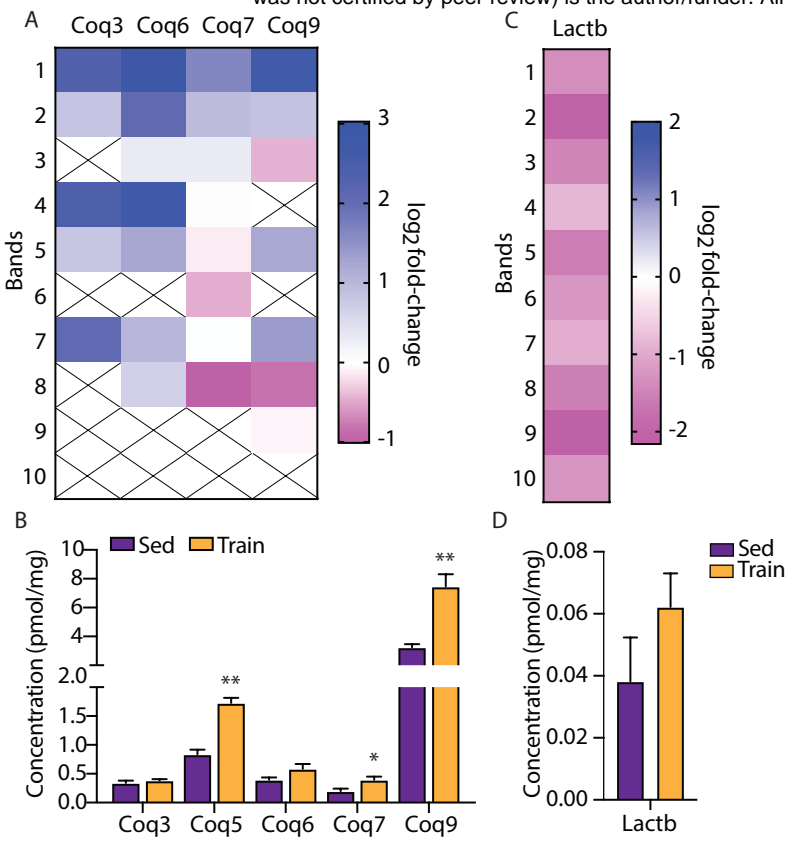 was not certified by peer review) is the author/funder. All
A
Coq3 Coq6 Coq7 Coq9
Bands
1
2
3
4
5
6
7
8
9
10
3
2
1
0
-1
log2 fold-change
C
Lactb
Bands
1
2
3
4
5
6
7
8
9
10
2
1
0
-1
-2
log2 fold-change
B
Sed Train
Concentration (pmol/mg)
10
8
6
4
2.0
1.5
1.0
0.5
0.0
**
*
**
Coq3 Coq5 Coq6 Coq7 Coq9
D
Sed
Train
Concentration (pmol/mg)
0.08
0.06
0.04
0.02
0.00
Lactb